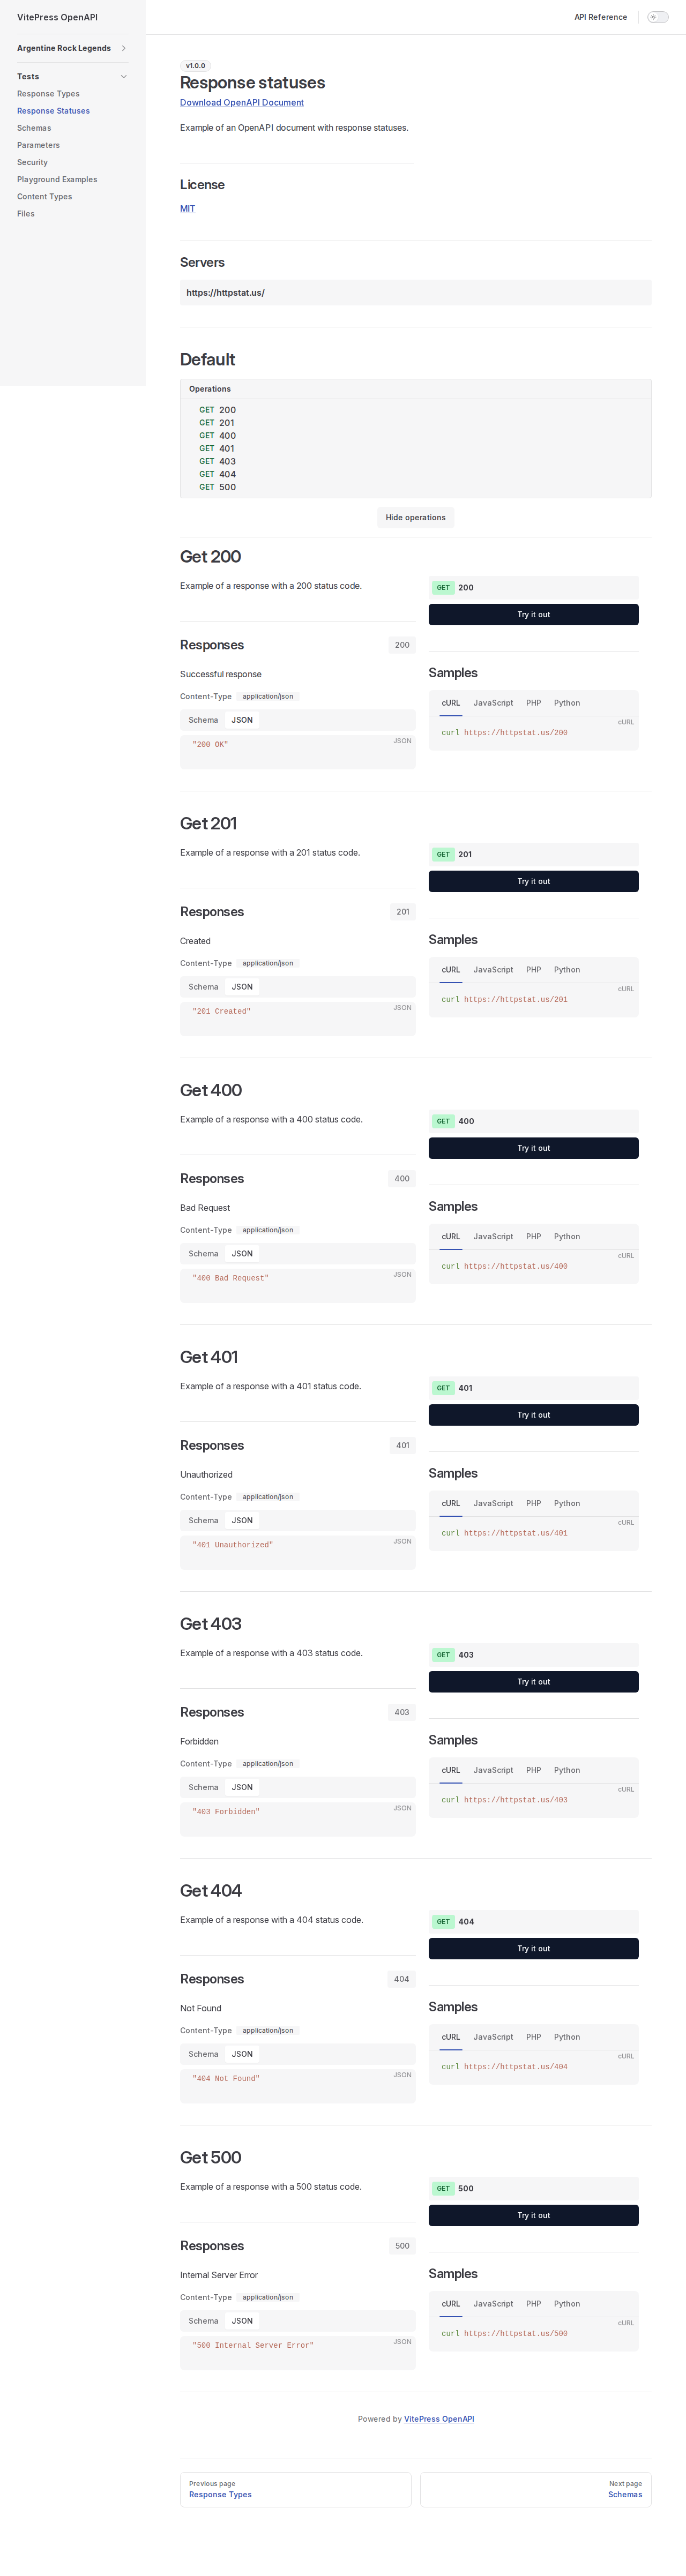 VitePress OpenAPI
API Reference
Argentine Rock Legends
Tests
Response Types
Response Statuses
Schemas
Parameters
Security
Playground Examples
Content Types
Files
v1.0.0
Response statuses
Download OpenAPI Document
Example of an OpenAPI document with response statuses.
License
MIT
Servers
https://httpstat.us/
Default
Operations
GET 200
GET 201
GET 400
GET 401
GET 403
GET 404
GET 500
Hide operations
Get 200
Example of a response with a 200 status code.
GET 200
Try it out
Responses
200
Successful response
Content-Type application/json
Schema JSON
JSON
"200 OK"
Samples
cURL JavaScript PHP Python
cURL
curl https://httpstat.us/200
Get 201
Example of a response with a 201 status code.
GET 201
Try it out
Responses
201
Created
Content-Type application/json
Schema JSON
JSON
"201 Created"
Samples
cURL JavaScript PHP Python
cURL
curl https://httpstat.us/201
Get 400
Example of a response with a 400 status code.
GET 400
Try it out
Responses
400
Bad Request
Content-Type application/json
Schema JSON
JSON
"400 Bad Request"
Samples
cURL JavaScript PHP Python
cURL
curl https://httpstat.us/400
Get 401
Example of a response with a 401 status code.
GET 401
Try it out
Responses
401
Unauthorized
Content-Type application/json
Schema JSON
JSON
"401 Unauthorized"
Samples
cURL JavaScript PHP Python
cURL
curl https://httpstat.us/401
Get 403
Example of a response with a 403 status code.
GET 403
Try it out
Responses
403
Forbidden
Content-Type application/json
Schema JSON
JSON
"403 Forbidden"
Samples
cURL JavaScript PHP Python
cURL
curl https://httpstat.us/403
Get 404
Example of a response with a 404 status code.
GET 404
Try it out
Responses
404
Not Found
Content-Type application/json
Schema JSON
JSON
"404 Not Found"
Samples
cURL JavaScript PHP Python
cURL
curl https://httpstat.us/404
Get 500
Example of a response with a 500 status code.
GET 500
Try it out
Responses
500
Internal Server Error
Content-Type application/json
Schema JSON
JSON
"500 Internal Server Error"
Samples
cURL JavaScript PHP Python
cURL
curl https://httpstat.us/500
Powered by VitePress OpenAPI
Previous page
Response Types
Next page
Schemas